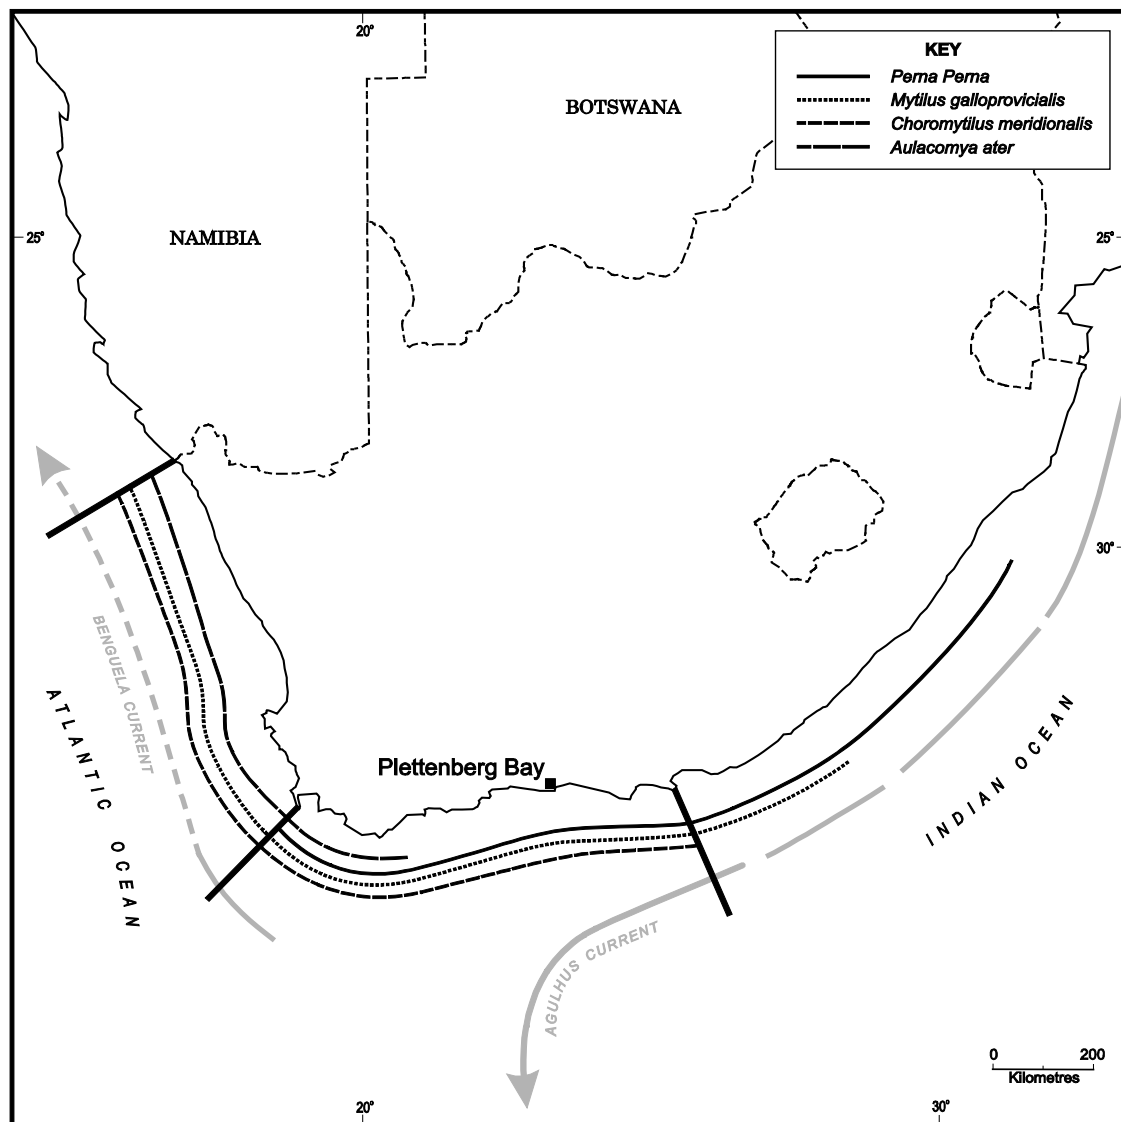 20°
KEY
Perna Perna
Mytilus galloprovicialis
Choromytilus meridionalis
Aulacomya ater
BOTSWANA
NAMIBIA
25°
25°
30°
BENGUELA CURRENT
ATLANTIC OCEAN
Plettenberg Bay
INDIAN OCEAN
AGULHUS CURRENT
0 200
Kilometres
20°
30°